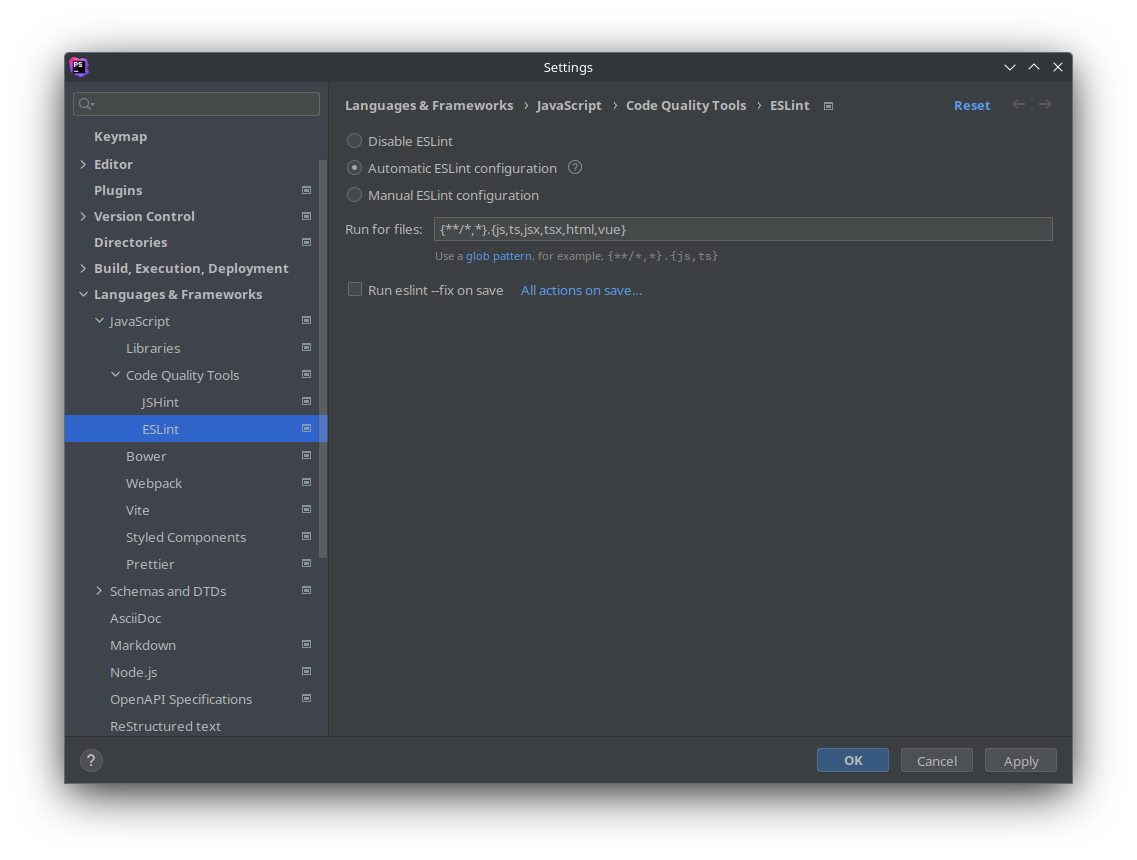 PS
Settings
Keymap
Editor
Plugins
Version Control
Directories
Build, Execution, Deployment
Languages & Frameworks
JavaScript
Libraries
Code Quality Tools
JSHint
ESLint
Bower
Webpack
Vite
Styled Components
Prettier
Schemas and DTDs
AsciiDoc
Markdown
Node.js
OpenAPI Specifications
ReStructured text
Languages & Frameworks › JavaScript › Code Quality Tools › ESLint
Reset
Disable ESLint
Automatic ESLint configuration ?
Manual ESLint configuration
Run for files: {**/*,*}.{js,ts,jsx,tsx,html,vue}
Use a glob pattern, for example, {**/*,*}.{js,ts}
Run eslint --fix on save All actions on save...
?
OK Cancel Apply